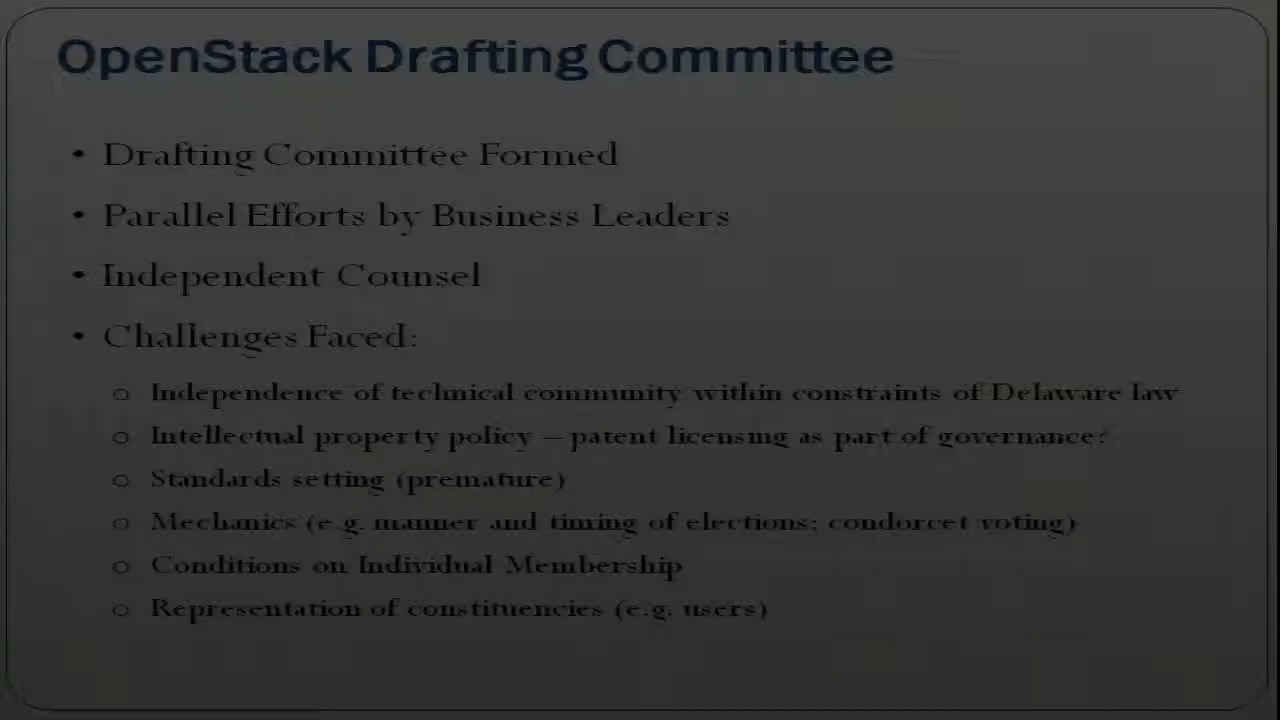 OpenStack Drafting Committee
• Drafting Committee Formed
• Parallel Efforts by Business Leaders
• Independent Counsel
• Challenges Faced:
o Independence of technical community within constraints of Delaware law
o Intellectual property policy – patent licensing as part of governance?
o Standards setting (premature)
o Mechanics (e.g. manner and timing of elections; condorcet voting)
o Conditions on Individual Membership
o Representation of constituencies (e.g. users)